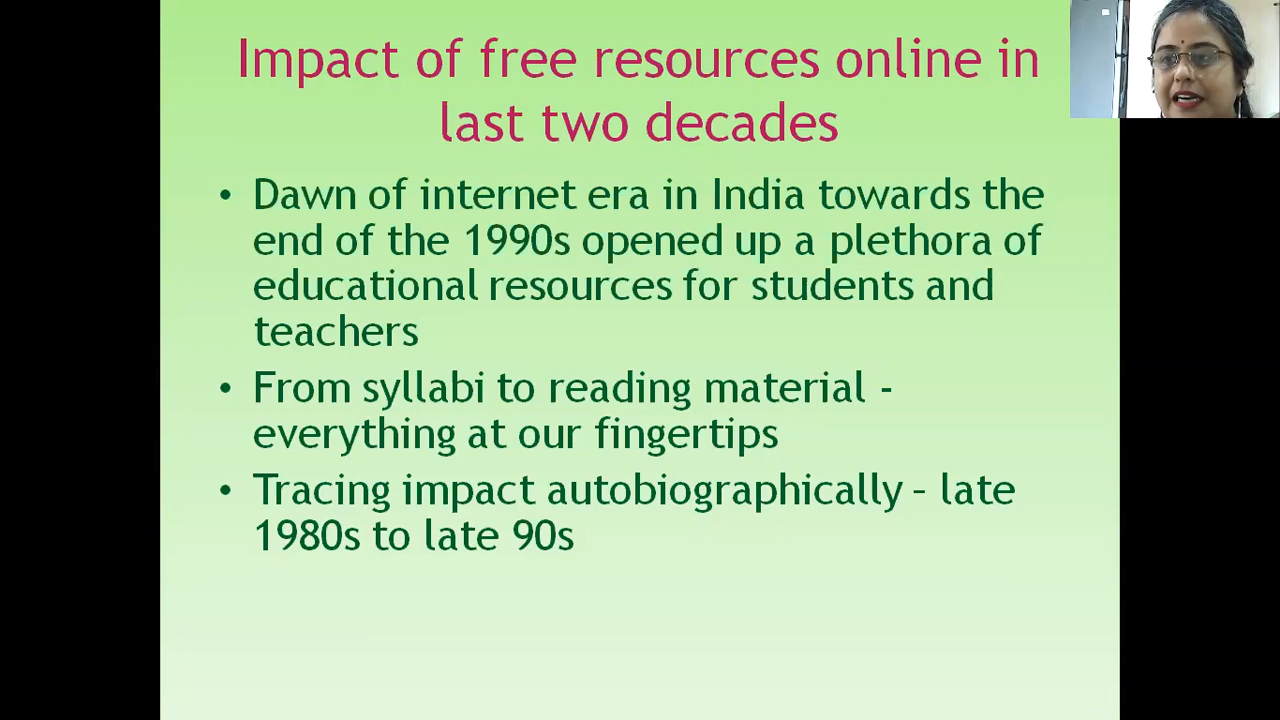 Impact of free resources online in
last two decades
• Dawn of internet era in India towards the
end of the 1990s opened up a plethora of
educational resources for students and
teachers
• From syllabi to reading material -
everything at our fingertips
• Tracing impact autobiographically – late
1980s to late 90s